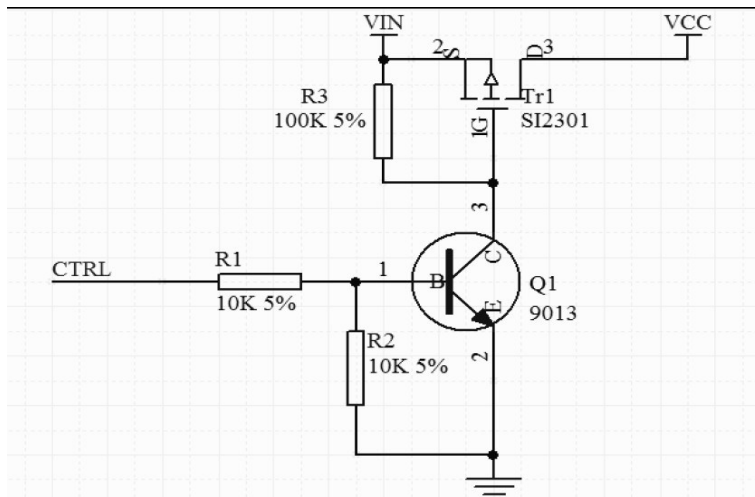 VIN
VCC
2 S
D 3
R3
100K 5%
Tr1
SI2301
1G
3
C
CTRL
R1
10K 5%
1
B
Q1
9013
E
R2
10K 5%
2